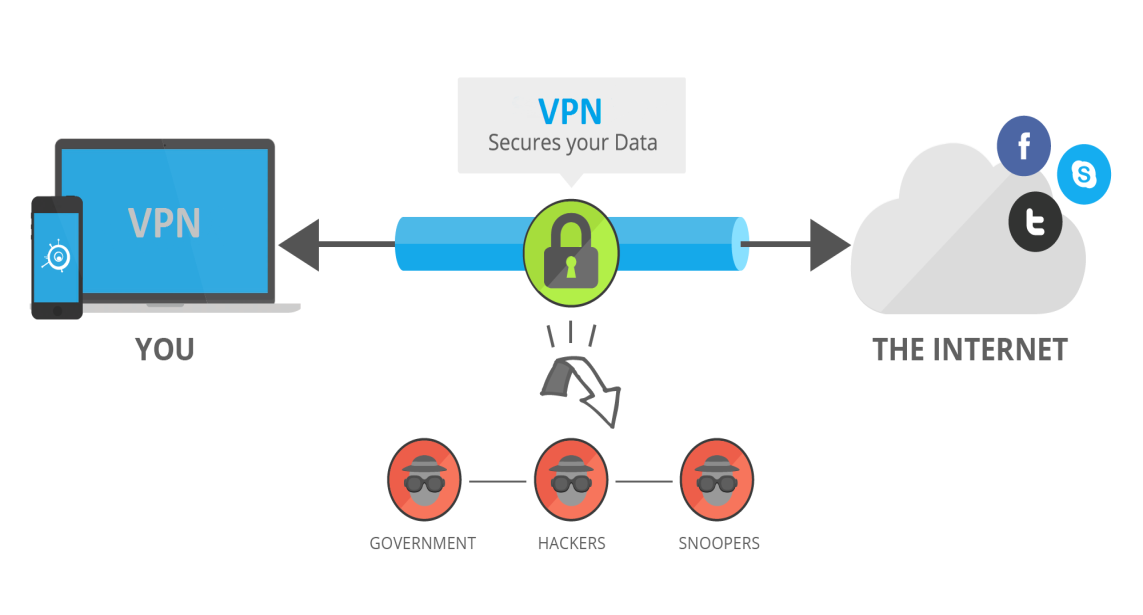 VPN
Secures your Data
VPN
f
S
t
YOU
THE INTERNET
GOVERNMENT
HACKERS
SNOOPERS